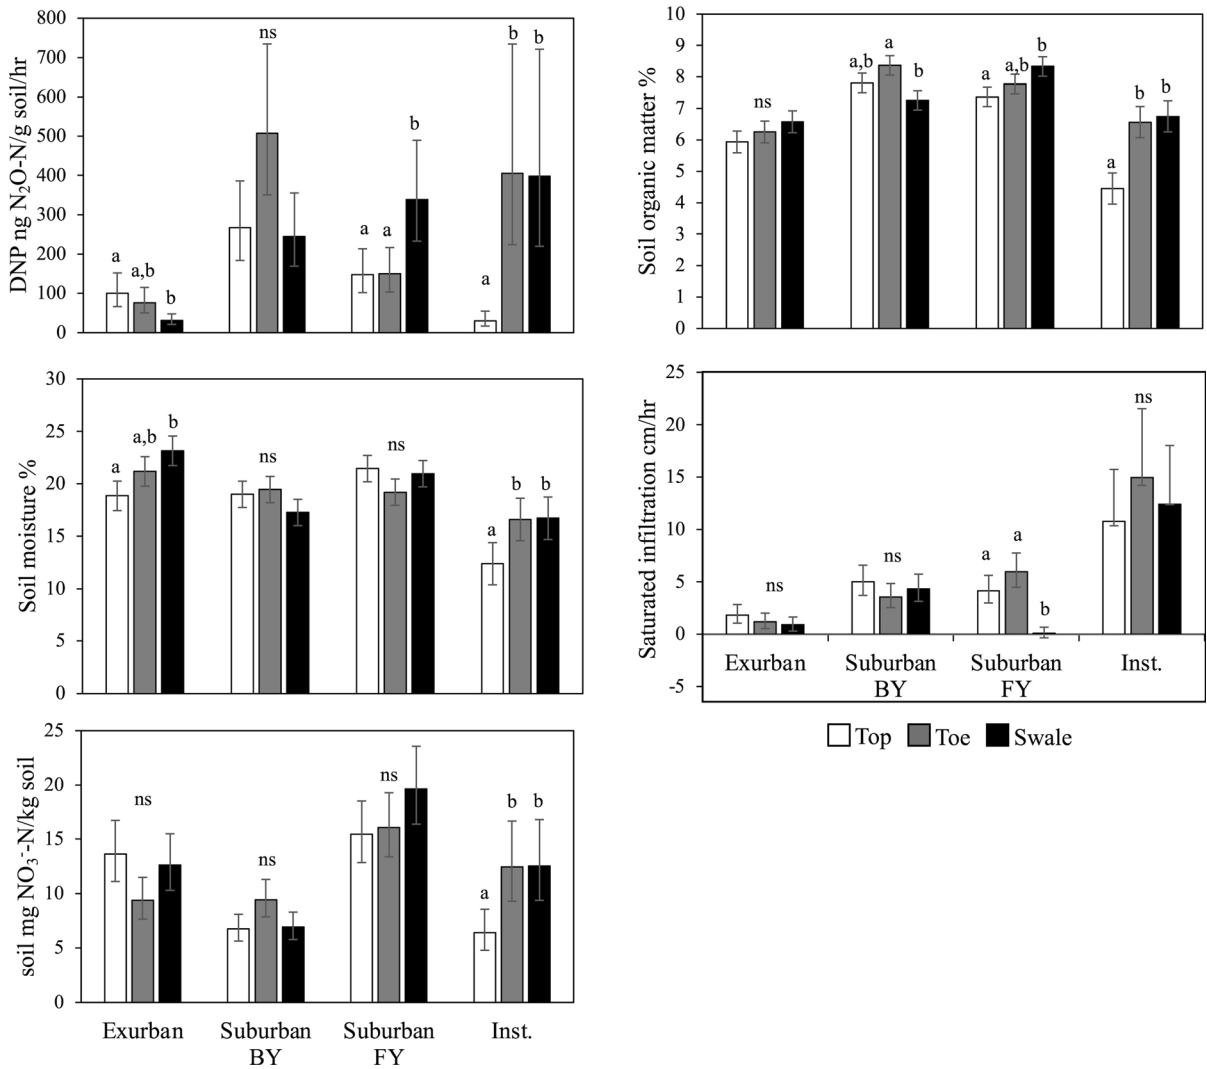 DNP ng N₂O-N/g soil/hr
800
700
600
500
400
300
200
100
0
a
a,b
b
ns
a
a
b
a
b
b
Soil organic matter %
10
9
8
7
6
5
4
3
2
1
0
ns
a,b
a
b
a
a,b
b
a
b
b
Soil moisture %
30
25
20
15
10
5
0
a
a,b
b
ns
ns
a
b
b
Saturated infiltration cm/hr
25
20
15
10
5
0
-5
ns
ns
a
a
b
ns
Exurban
Suburban BY
Suburban FY
Inst.
Top
Toe
Swale
soil mg NO₃⁻-N/kg soil
25
20
15
10
5
0
ns
ns
ns
a
b
b
Exurban
Suburban BY
Suburban FY
Inst.